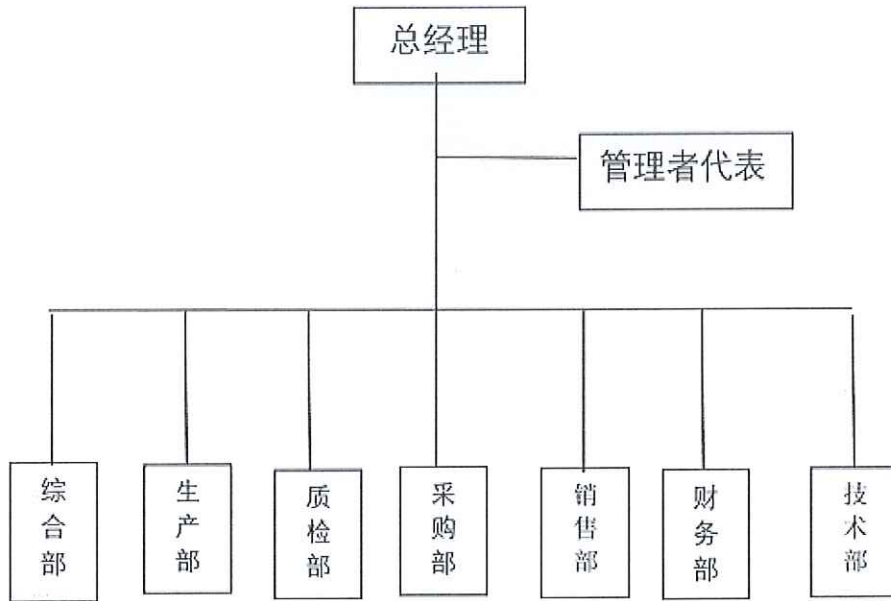 总经理
管理者代表
综合部
生产部
质检部
采购部
销售部
财务部
技术部